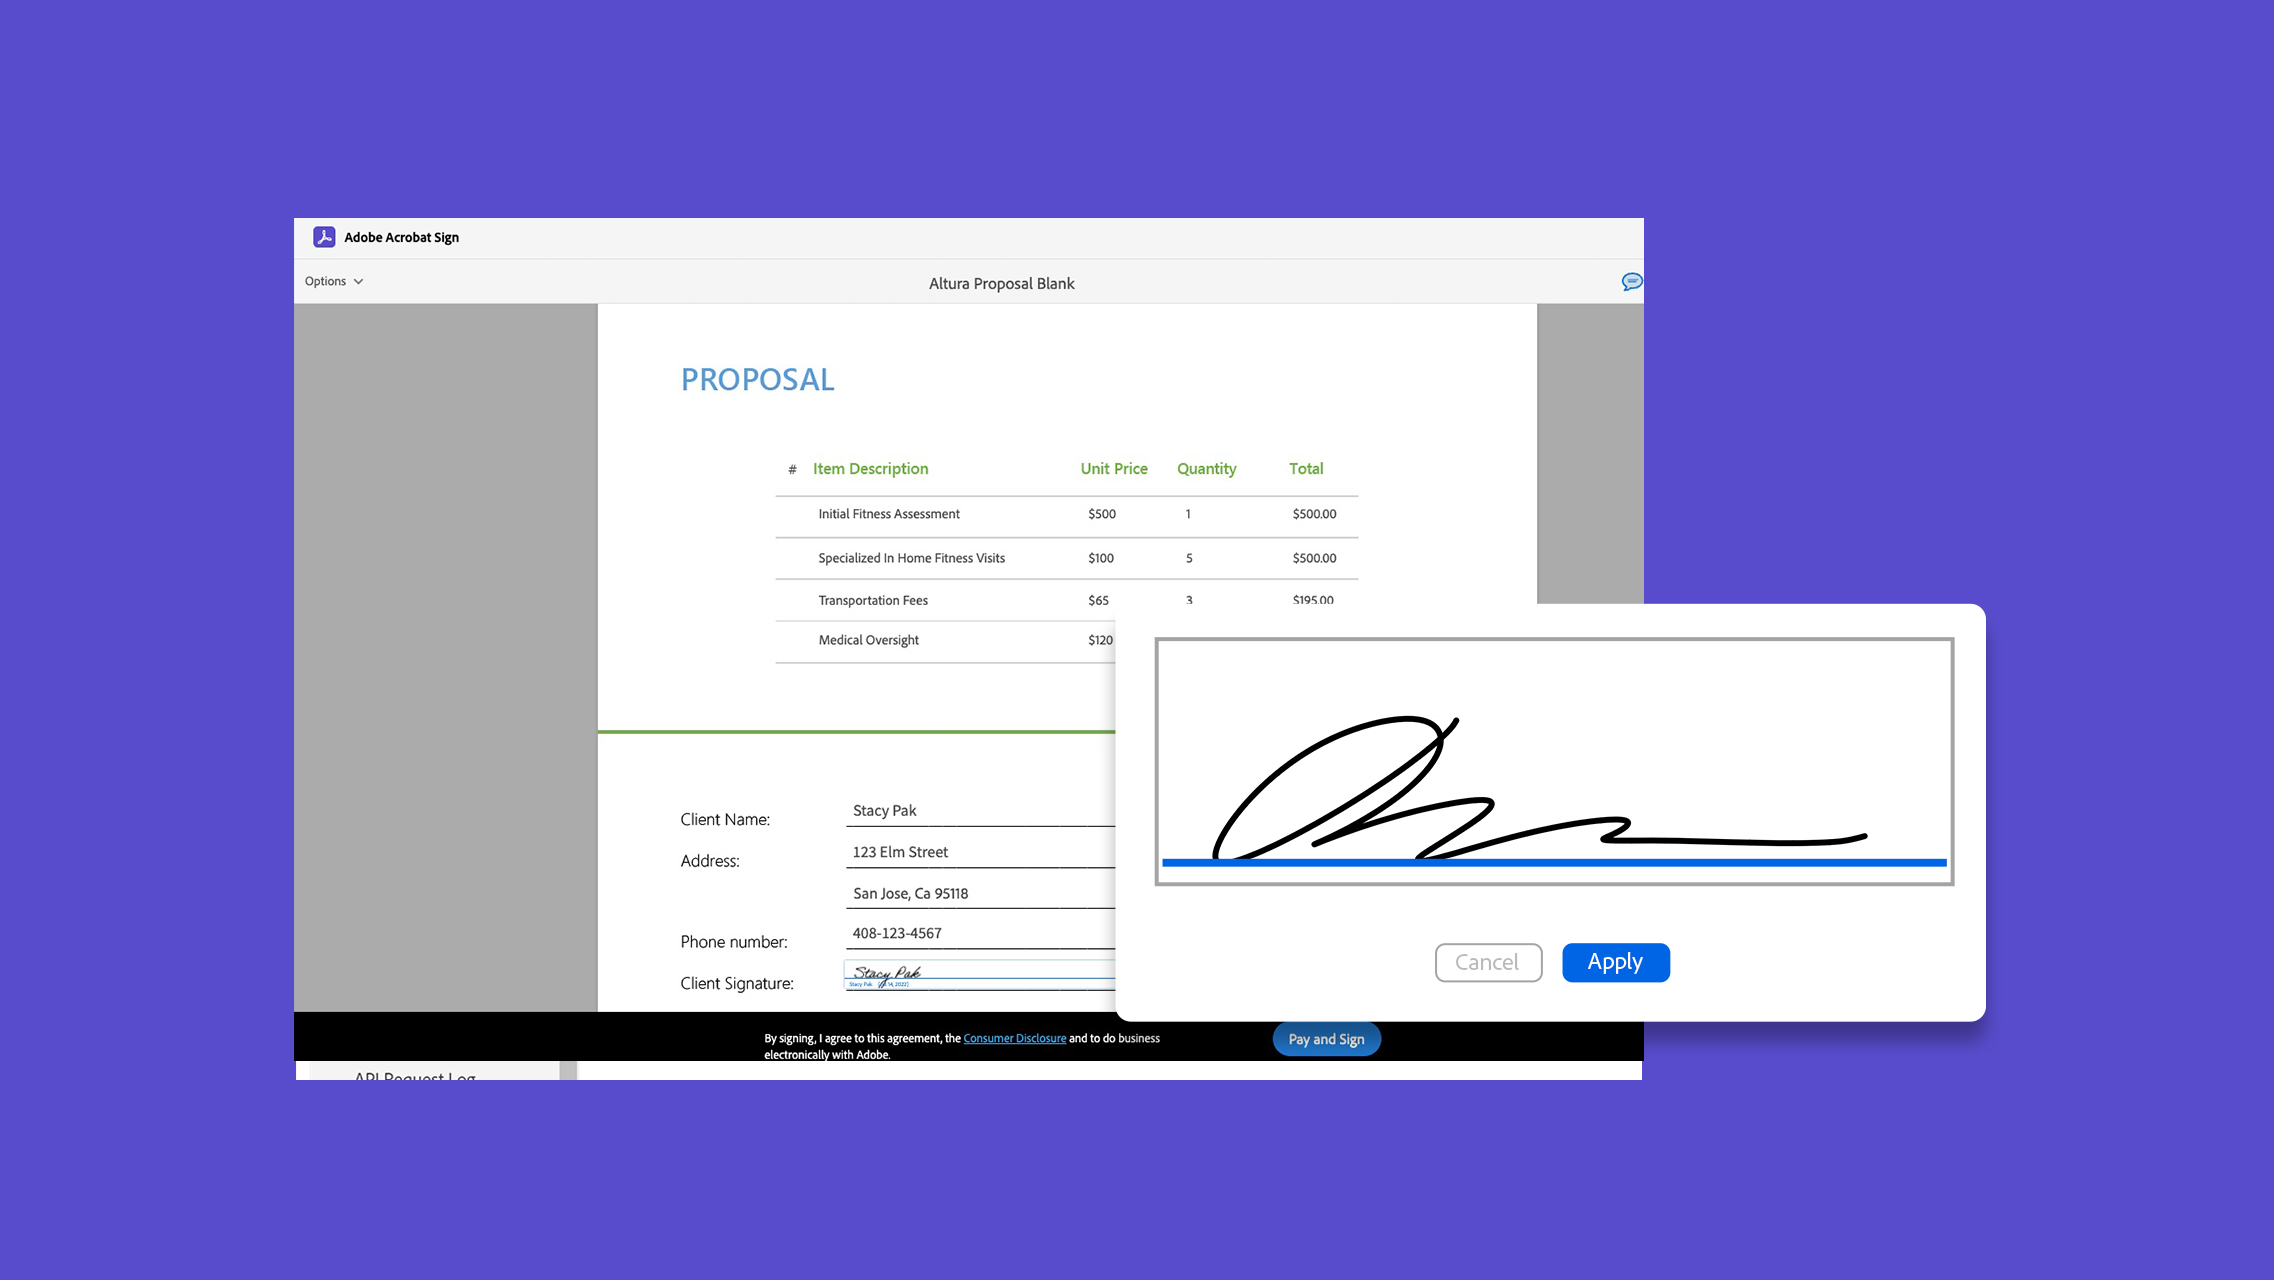 Adobe Acrobat Sign
Options
Altura Proposal Blank
PROPOSAL
# Item Description Unit Price Quantity Total
Initial Fitness Assessment $500 1 $500.00
Specialized In Home Fitness Visits $100 5 $500.00
Transportation Fees $65 3 $195.00
Medical Oversight $120
Client Name: Stacy Pak
Address: 123 Elm Street
San Jose, Ca 95118
Phone number: 408-123-4567
Client Signature: Stacy Pak
Stacy Pak 14, 2022)
Cancel Apply
By signing, I agree to this agreement, the Consumer Disclosure and to do business
electronically with Adobe.
Pay and Sign
API Request Log